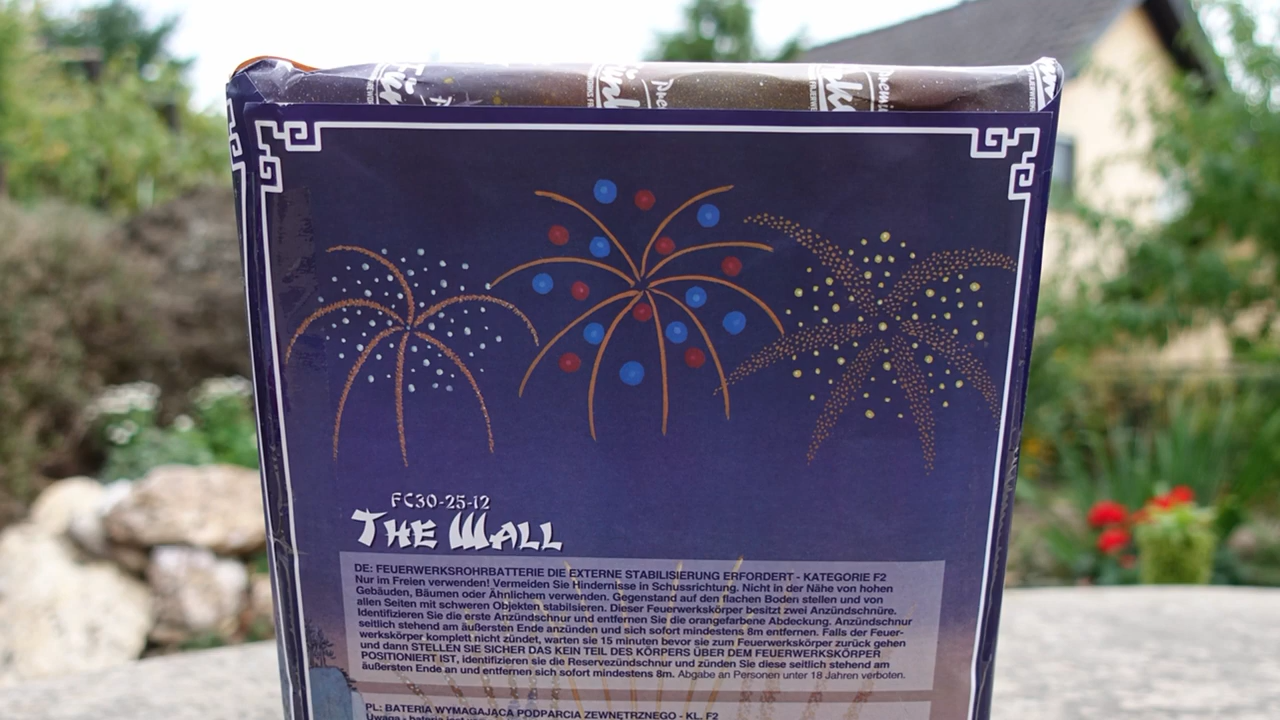 FC30-25-12
THE WALL
DE: FEUERWERKSROHRBATTERIE DIE EXTERNE STABILISIERUNG ERFORDERT - KATEGORIE F2
Nur im Freien verwenden! Vermeiden Sie Hindernisse in Schussrichtung. Nicht in der Nähe von hohen
Gebäuden, Bäumen oder Ähnlichem verwenden. Gegenstand auf den flachen Boden stellen und von
allen Seiten mit schweren Objekten stabilsieren. Dieser Feuerwerkskörper besitzt zwei Anzündschnüre.
Identifizieren Sie die erste Anzündschnur und entfernen Sie die orangefarbene Abdeckung. Anzündschnur
seitlich stehend am äußersten Ende anzünden und sich sofort mindestens 8m entfernen. Falls der Feuer-
werkskörper komplett nicht zündet, warten sie 15 minuten bevor sie zum Feuerwerkskörper zurück gehen
und dann STELLEN SIE SICHER DAS KEIN TEIL DES KÖRPERS ÜBER DEM FEUERWERKSKÖRPER
POSITIONIERT IST, identifizieren sie die Reservezündschnur und zünden Sie diese seitlich stehend am
äußersten Ende an und entfernen sich sofort mindestens 8m. Abgabe an Personen unter 18 Jahren verboten.
PL: BATERIA WYMAGAJĄCA PODPARCIA ZEWNĘTRZNEGO - KL. F2